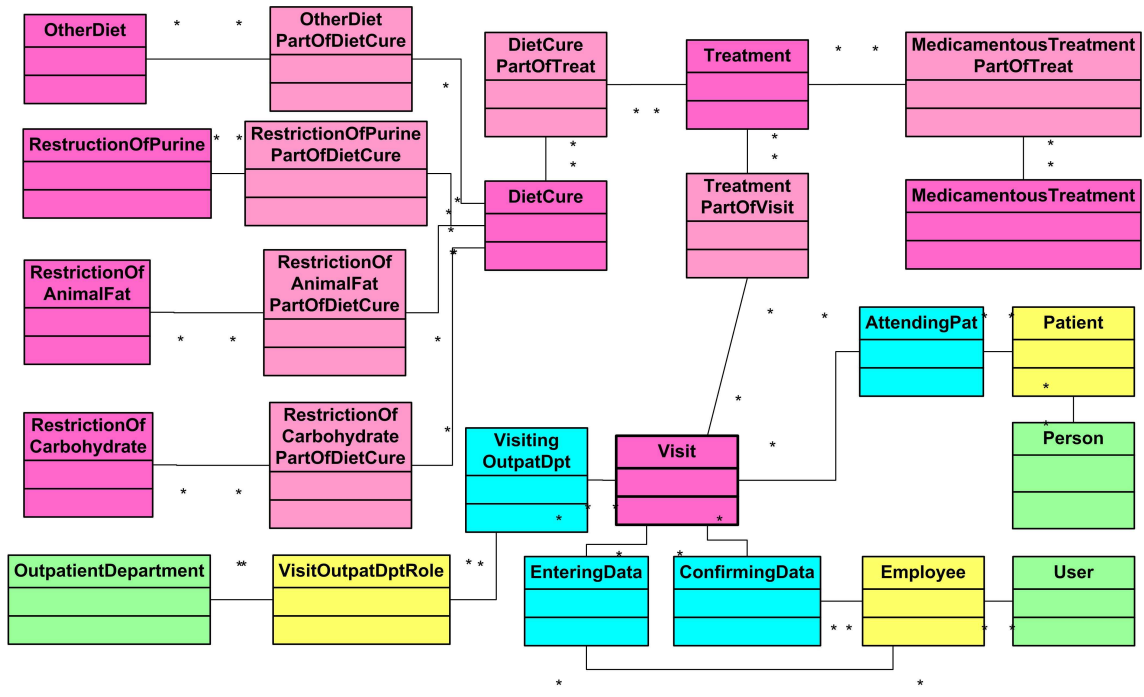 OtherDiet
OtherDiet
PartOfDietCure
DietCure
PartOfTreat
Treatment
MedicamentousTreatment
PartOfTreat
* *
* *
*
* *
RestructionOfPurine
* *
RestrictionOfPurine
PartOfDietCure
*
*
*
*
*
*
DietCure
Treatment
PartOfVisit
MedicamentousTreatment
*
*
*
*
RestrictionOf
AnimalFat
RestrictionOf
AnimalFat
PartOfDietCure
* *
*
* *
AttendingPat
* *
Patient
*
*
Person
RestrictionOf
Carbohydrate
RestrictionOf
Carbohydrate
PartOfDietCure
* *
*
Visiting
OutpatDpt
Visit
*
*
* * *
*
OutpatientDepartment
**
VisitOutpatDptRole
* *
* *
EnteringData
ConfirmingData
Employee
User
* *
* *
* *